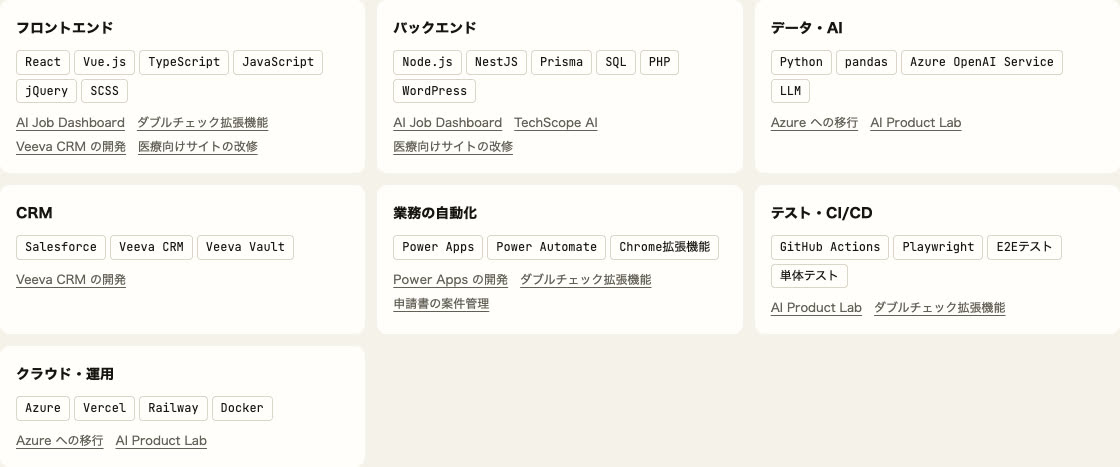 フロントエンド
React Vue.js TypeScript JavaScript
jQuery SCSS
AI Job Dashboard ダブルチェック拡張機能
Veeva CRM の開発 医療向けサイトの改修
バックエンド
Node.js NestJS Prisma SQL PHP
WordPress
AI Job Dashboard TechScope AI
医療向けサイトの改修
データ・AI
Python pandas Azure OpenAI Service
LLM
Azure への移行 AI Product Lab
CRM
Salesforce Veeva CRM Veeva Vault
Veeva CRM の開発
業務の自動化
Power Apps Power Automate Chrome拡張機能
Power Apps の開発 ダブルチェック拡張機能
申請書の案件管理
テスト・CI/CD
GitHub Actions Playwright E2Eテスト
単体テスト
AI Product Lab ダブルチェック拡張機能
クラウド・運用
Azure Vercel Railway Docker
Azure への移行 AI Product Lab